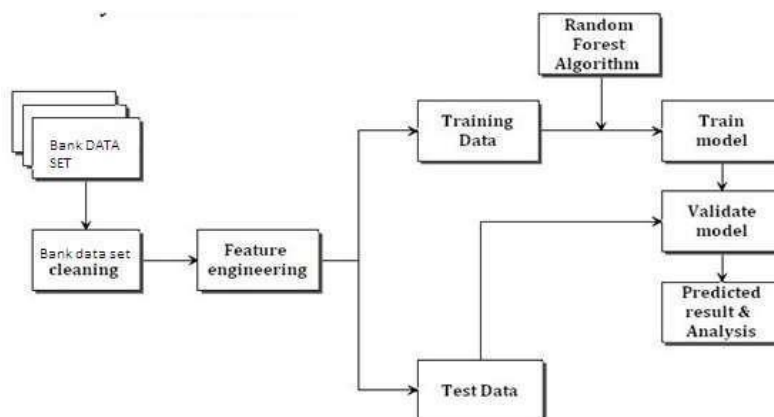 Random
Forest
Algorithm
Bank DATA
SET
Training
Data
Train
model
Bank data set
cleaning
Feature
engineering
Validate
model
Predicted
result &
Analysis
Test Data